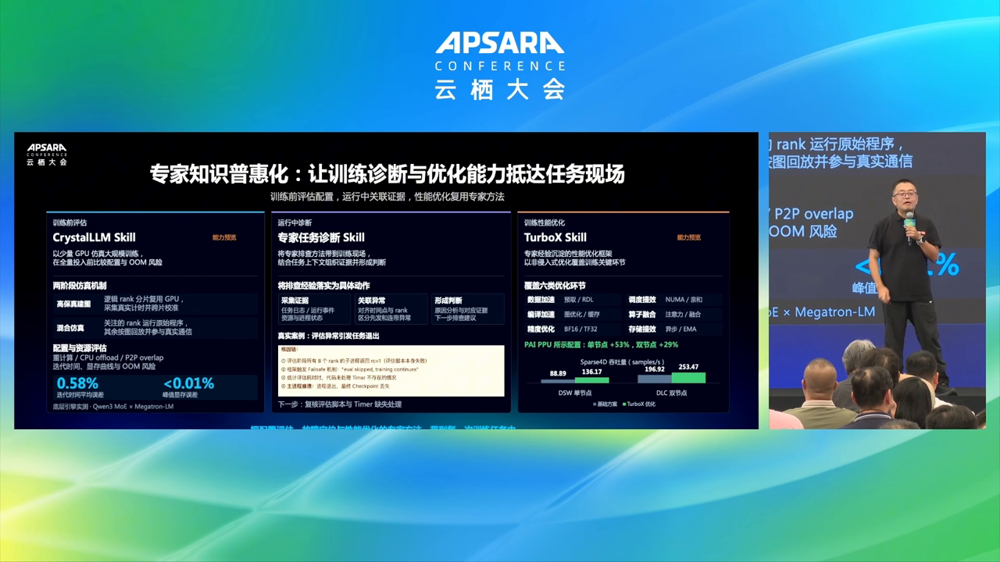 APSARA
CONFERENCE
云栖大会
APSARA
CONFERENCE
云栖大会
专家知识普惠化：让训练诊断与优化能力抵达任务现场
训练前评估配置，运行中关联证据，性能优化复用专家方法
训练前评估
CrystalLLM Skill
能力预览
以少量 GPU 仿真大规模训练，
在全量投入前比较配置与 OOM 风险
两阶段仿真机制
高保真建图
逻辑 rank 分片复用 GPU，
采集真实计时并跨片校准
混合仿真
关注的 rank 运行原始程序，
其余按图回放并参与真实通信
配置与资源评估
重计算 / CPU offload / P2P overlap
迭代时间、显存曲线与 OOM 风险
0.58%
迭代时间平均误差
<0.01%
峰值显存误差
底层引擎实测 · Qwen3 MoE × Megatron-LM
运行中诊断
专家任务诊断 Skill
将专家排查方法带到训练现场，
结合任务上下文组织证据并形成判断
将排查经验落实为具体动作
采集证据
任务日志 / 运行事件
资源与进程状态
关联异常
对齐时间点与 rank
区分先发和连带异常
形成判断
原因分析与对应证据
下一步排查建议
真实案例：评估异常引发任务退出
根因链：
① 评估阶段所有 8 个 rank 的子进程返回 rc=1（评估脚本本身失败）
② 框架触发 Failsafe 机制："eval skipped, training continues"
③ 统计评估耗时时，代码未处理 Timer 不存在的情况
④ 主进程崩溃：进程退出，最终 Checkpoint 丢失
下一步：复核评估脚本与 Timer 缺失处理
训练性能优化
TurboX Skill
能力预览
专家经验沉淀的性能优化框架
以非侵入式优化覆盖训练关键环节
覆盖六类优化环节
数据加速 预取 / RDL
调度提效 NUMA / 亲和
编译加速 图优化 / 缓存
算子融合 注意力 / 融合
精度优化 BF16 / TF32
存储提效 异步 / EMA
PAI PPU 所示配置：单节点 +53%，双节点 +29%
Sparse4D 吞吐量 ( samples/s )
88.89
136.17
196.92
253.47
DSW 单节点
DLC 双节点
基础方案
TurboX 优化
rank 运行原始程序，
按图回放并参与真实通信
/ P2P overlap
OOM 风险
%
峰值
× Megatron-LM